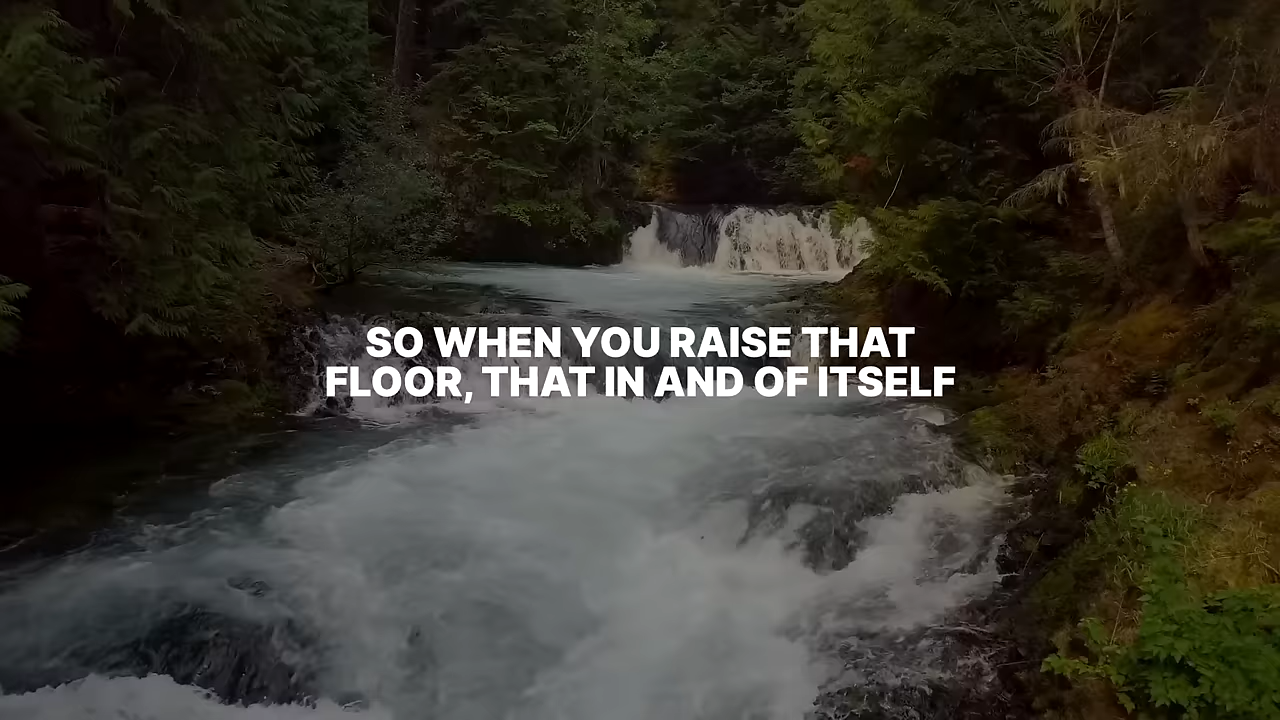 SO WHEN YOU RAISE THAT
FLOOR, THAT IN AND OF ITSELF